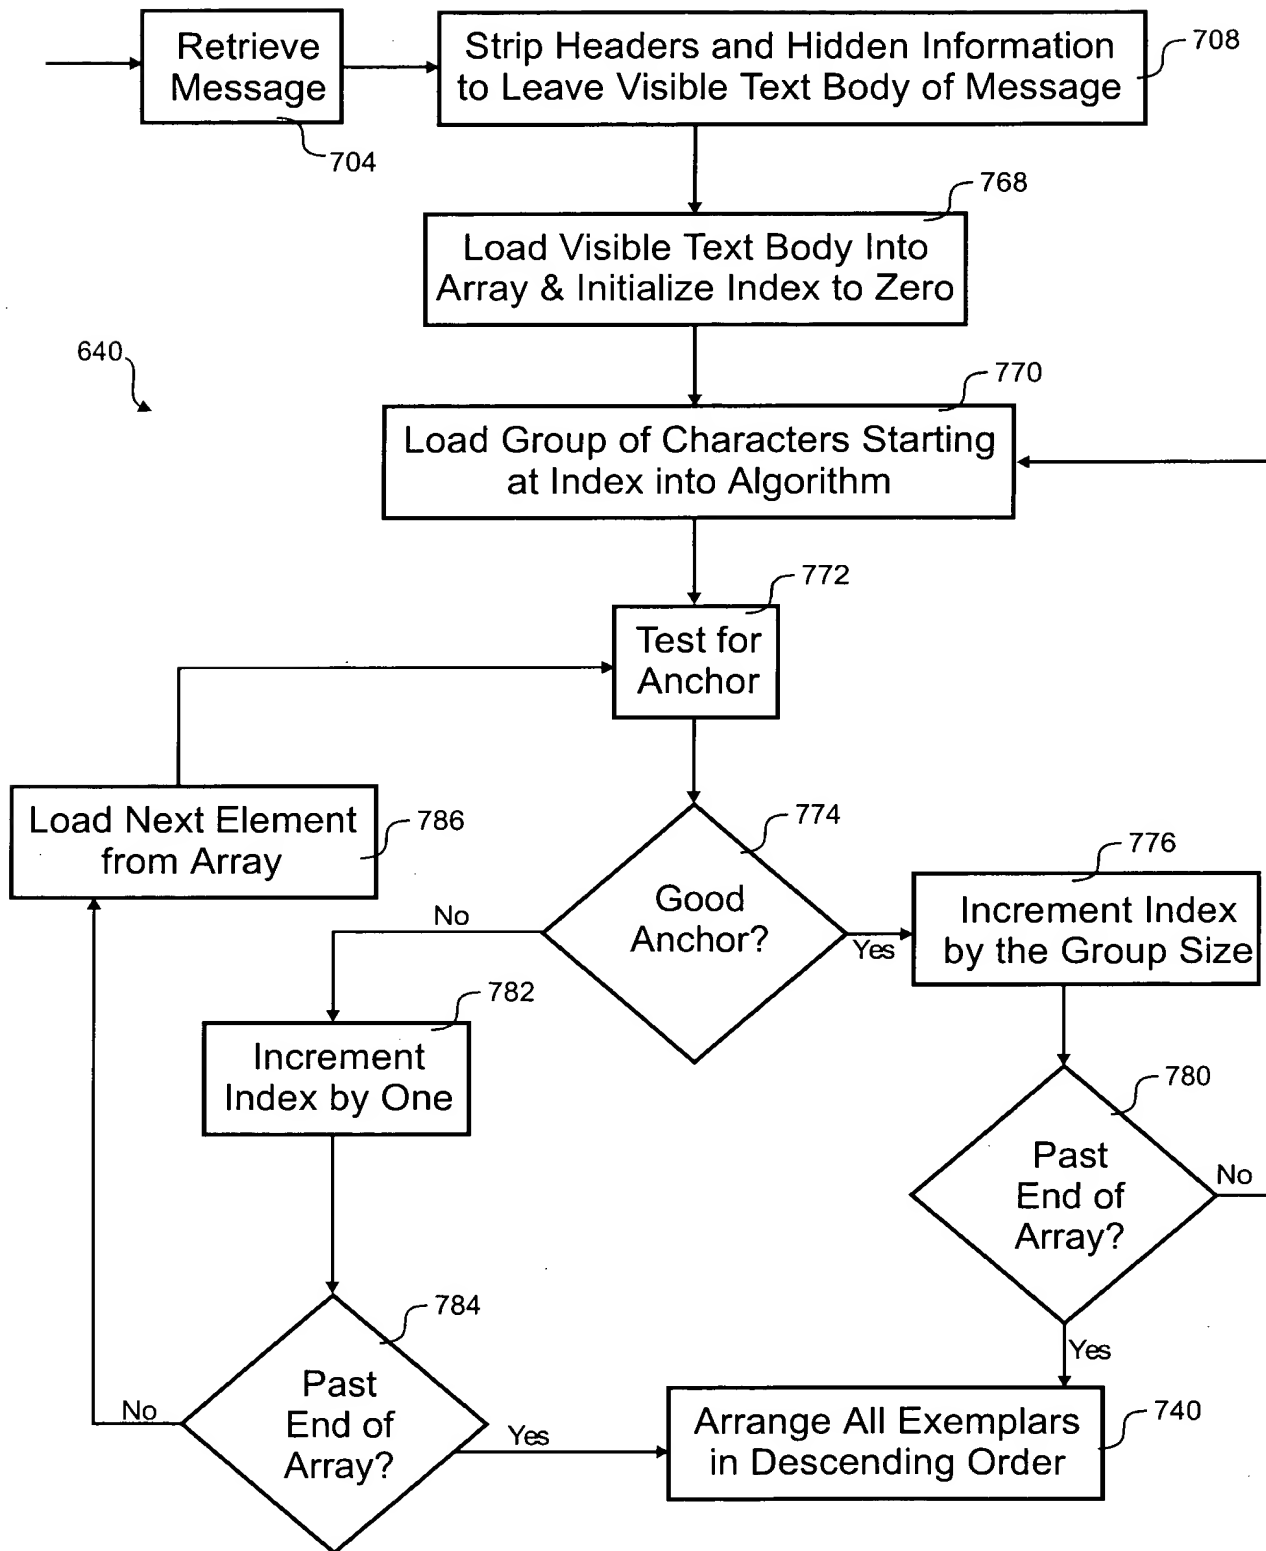 Retrieve
Message
704
Strip Headers and Hidden Information
to Leave Visible Text Body of Message
708
768
Load Visible Text Body Into
Array & Initialize Index to Zero
640
770
Load Group of Characters Starting
at Index into Algorithm
772
Test for
Anchor
Load Next Element
from Array
786
774
Good
Anchor?
No
Yes
776
Increment Index
by the Group Size
782
Increment
Index by One
780
Past
End of
Array?
No
Yes
784
Past
End of
Array?
No
Yes
Arrange All Exemplars
in Descending Order
740